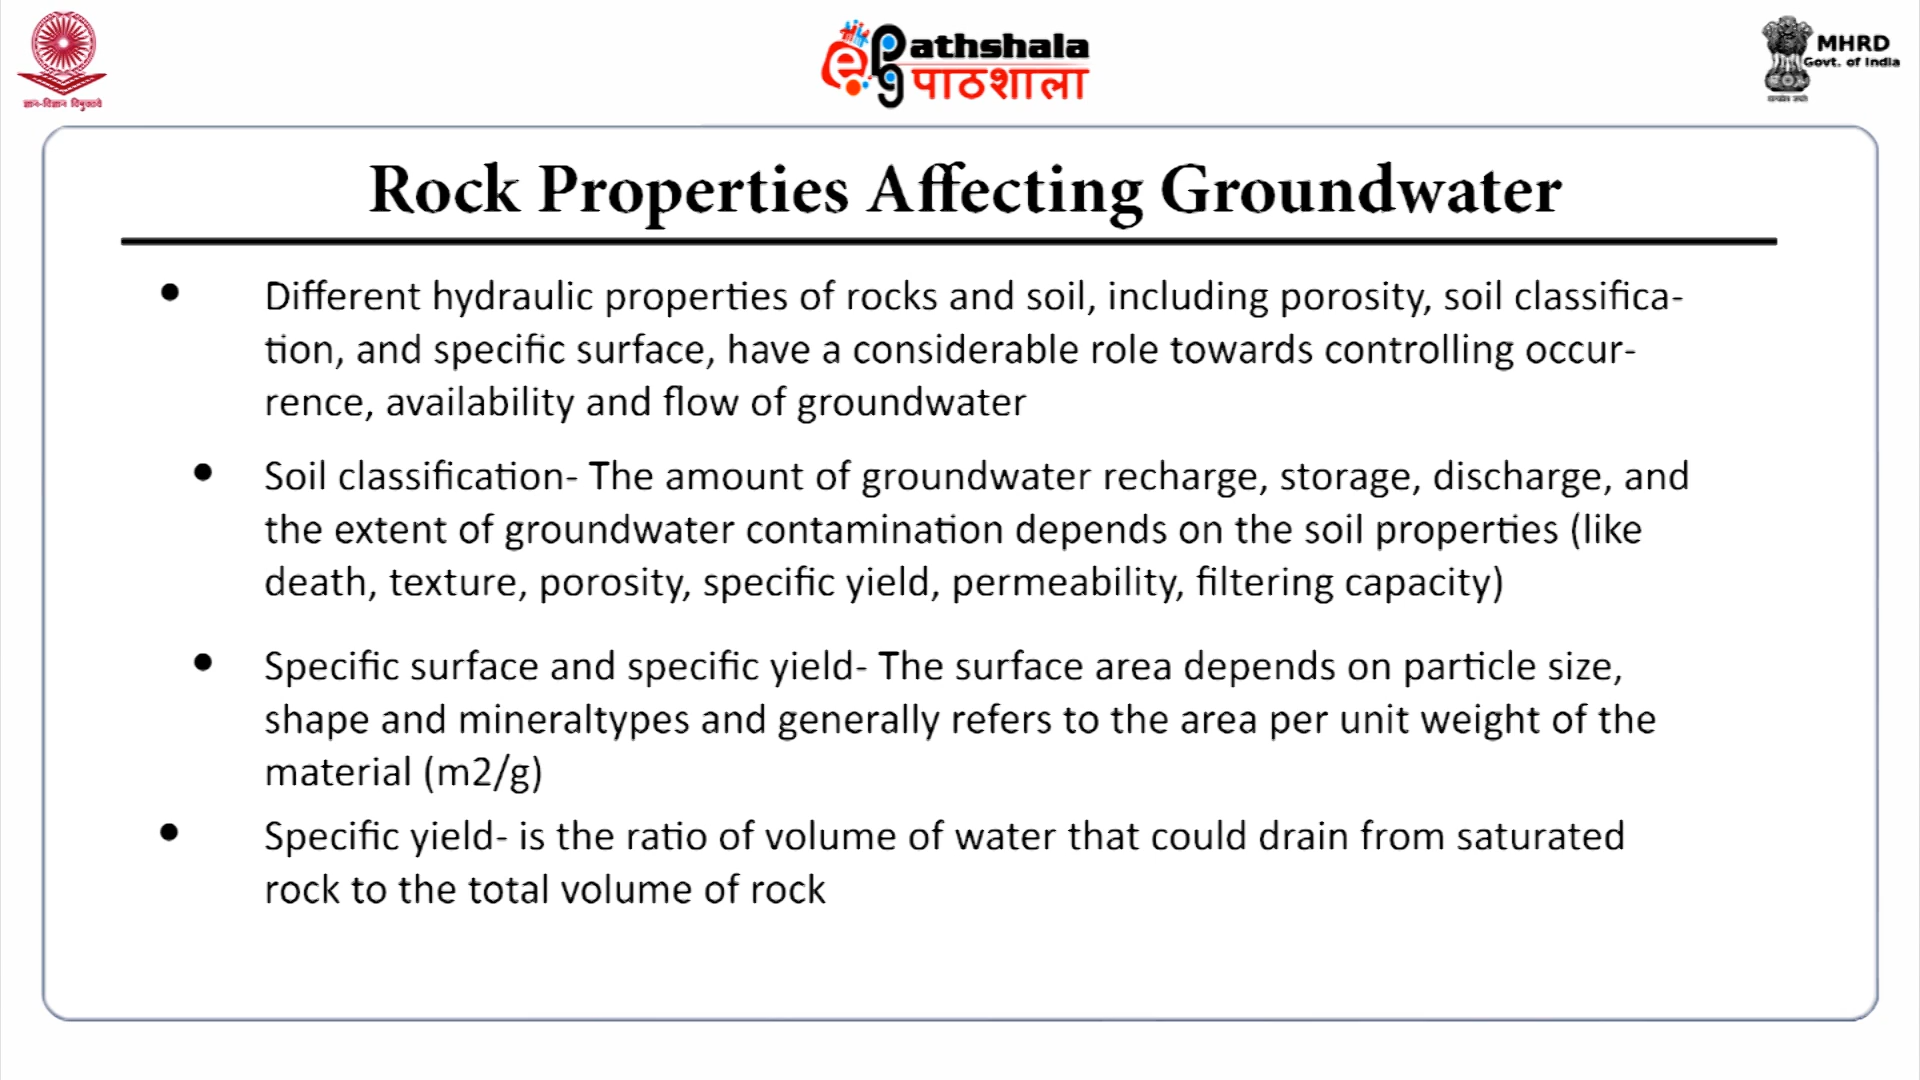 ज्ञान-विज्ञान विमुक्तये
ePG Pathshala
पाठशाला
MHRD
Govt. of India
Rock Properties Affecting Groundwater
• Different hydraulic properties of rocks and soil, including porosity, soil classifica-
tion, and specific surface, have a considerable role towards controlling occur-
rence, availability and flow of groundwater
• Soil classification- The amount of groundwater recharge, storage, discharge, and
the extent of groundwater contamination depends on the soil properties (like
death, texture, porosity, specific yield, permeability, filtering capacity)
• Specific surface and specific yield- The surface area depends on particle size,
shape and mineraltypes and generally refers to the area per unit weight of the
material (m2/g)
• Specific yield- is the ratio of volume of water that could drain from saturated
rock to the total volume of rock